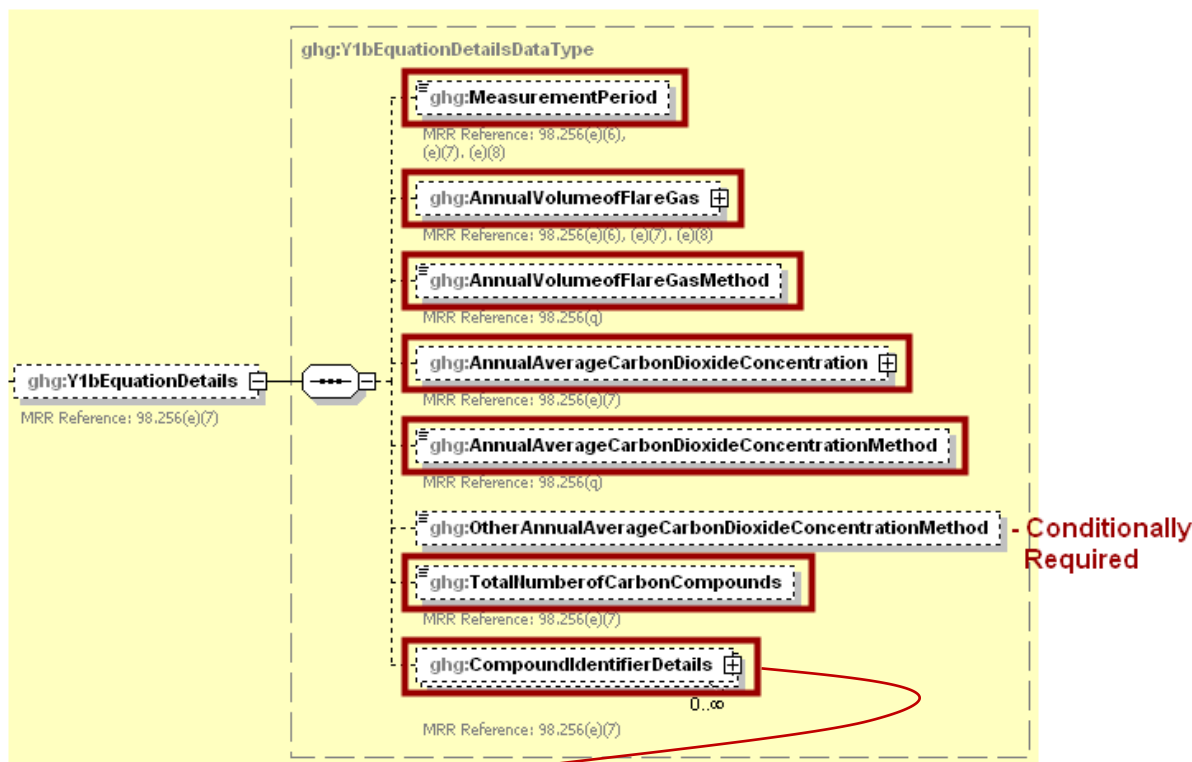 ghg:Y1bEquationDetailsDataType
ghg:MeasurementPeriod
MRR Reference: 98.256(e)(6),
(e)(7). (e)(8)
ghg:AnnualVolumeofFlareGas
MRR Reference: 98.256(e)(6), (e)(7). (e)(8)
ghg:AnnualVolumeofFlareGasMethod
MRR Reference: 98.256(q)
ghg:AnnualAverageCarbonDioxideConcentration
MRR Reference: 98.256(e)(7)
ghg:Y1bEquationDetails
MRR Reference: 98.256(e)(7)
ghg:AnnualAverageCarbonDioxideConcentrationMethod
MRR Reference: 98.256(q)
ghg:OtherAnnualAverageCarbonDioxideConcentrationMethod
- Conditionally
Required
ghg:TotalNumberofCarbonCompounds
MRR Reference: 98.256(e)(7)
ghg:CompoundIdentifierDetails
0..∞
MRR Reference: 98.256(e)(7)